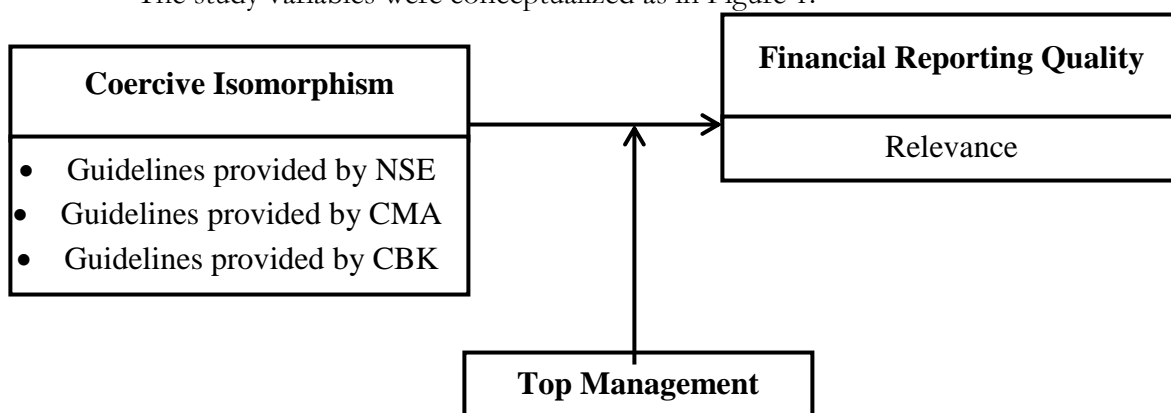 The study variables were conceptualized as in Figure 1.
Coercive Isomorphism
• Guidelines provided by NSE
• Guidelines provided by CMA
• Guidelines provided by CBK
Financial Reporting Quality
Relevance
Top Management